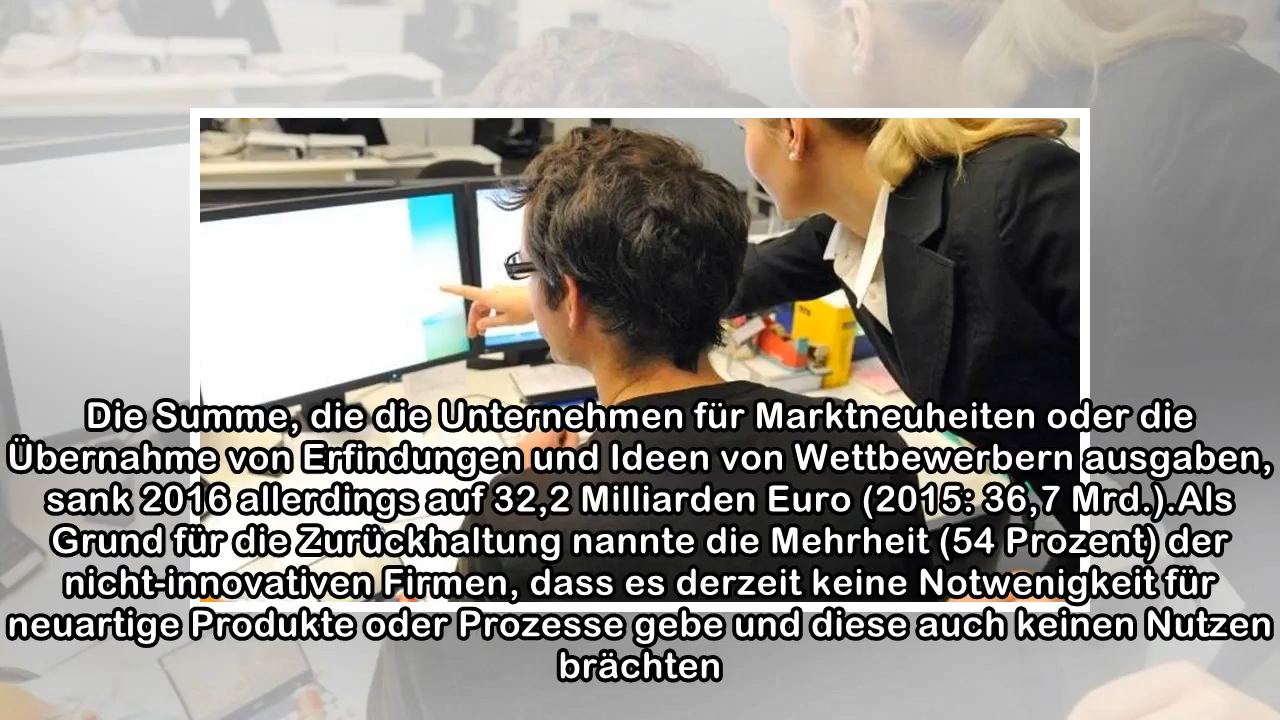 Die Summe, die die Unternehmen für Marktneuheiten oder die
Übernahme von Erfindungen und Ideen von Wettbewerbern ausgaben,
sank 2016 allerdings auf 32,2 Milliarden Euro (2015: 36,7 Mrd.).Als
Grund für die Zurückhaltung nannte die Mehrheit (54 Prozent) der
nicht-innovativen Firmen, dass es derzeit keine Notwenigkeit für
neuartige Produkte oder Prozesse gebe und diese auch keinen Nutzen
brächten